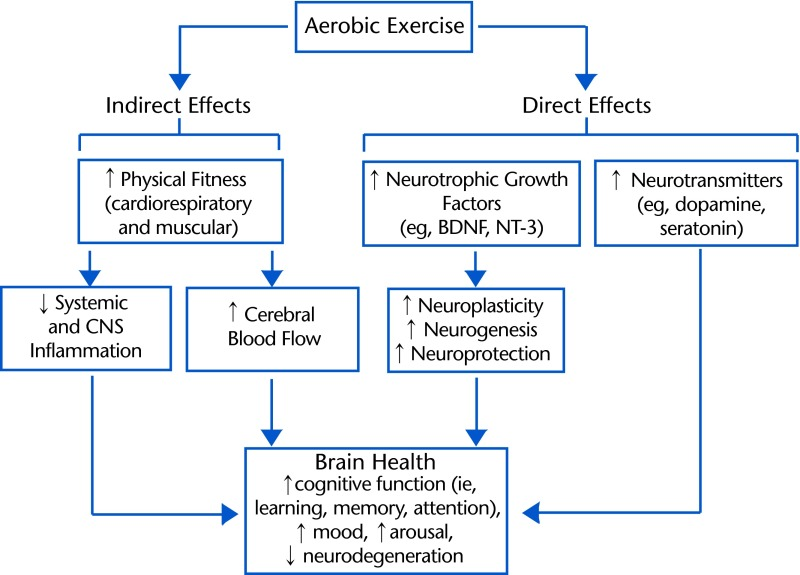 Aerobic Exercise
Indirect Effects
Direct Effects
↑ Physical Fitness
(cardiorespiratory
and muscular)
↑ Neurotrophic Growth
Factors
(eg, BDNF, NT-3)
↑ Neurotransmitters
(eg, dopamine,
seratonin)
↓ Systemic
and CNS
Inflammation
↑ Cerebral
Blood Flow
↑ Neuroplasticity
↑ Neurogenesis
↑ Neuroprotection
Brain Health
↑cognitive function (ie,
learning, memory, attention),
↑ mood, ↑ arousal,
↓ neurodegeneration